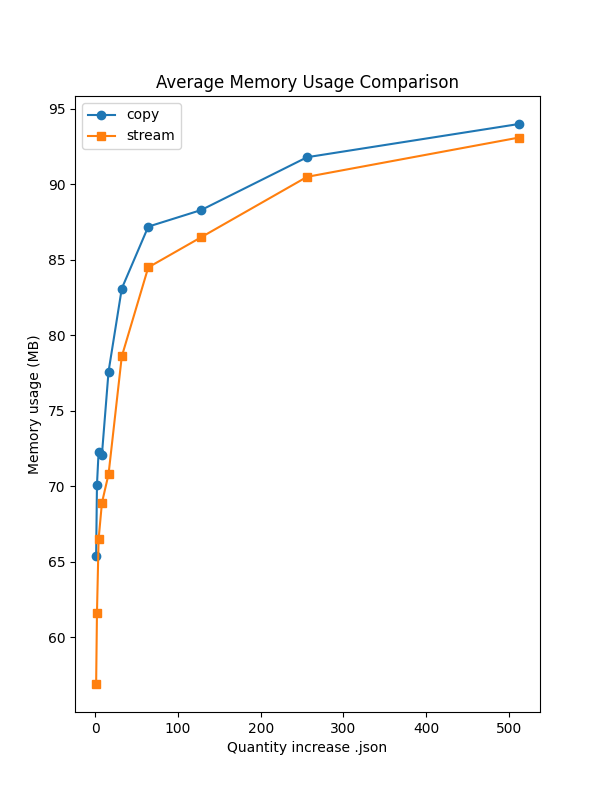 Average Memory Usage Comparison
copy
stream
95
90
85
80
75
70
65
60
Memory usage (MB)
0 100 200 300 400 500
Quantity increase .json